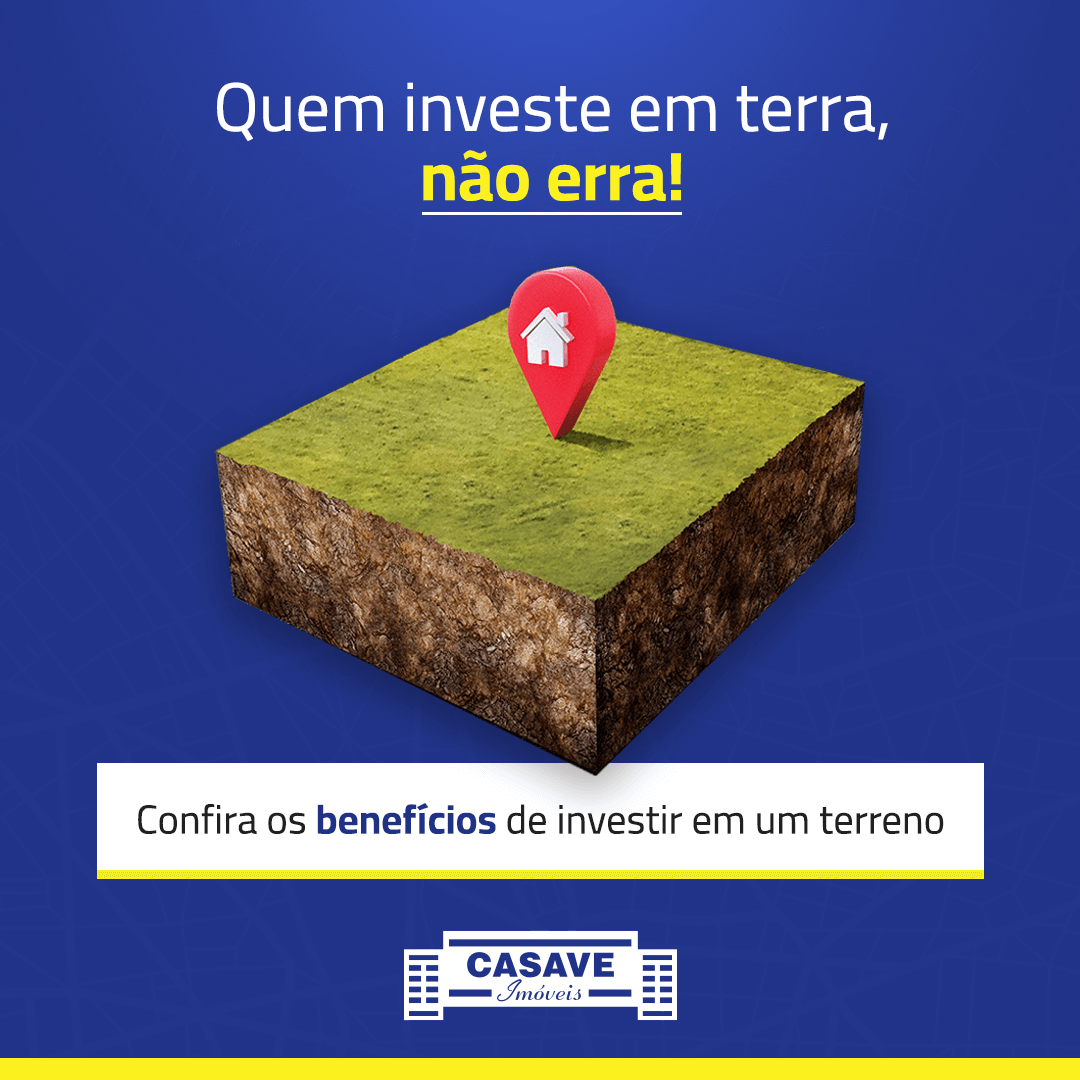 Quem investe em terra,
não erra!
Confira os benefícios de investir em um terreno
CASAVE
Imóveis